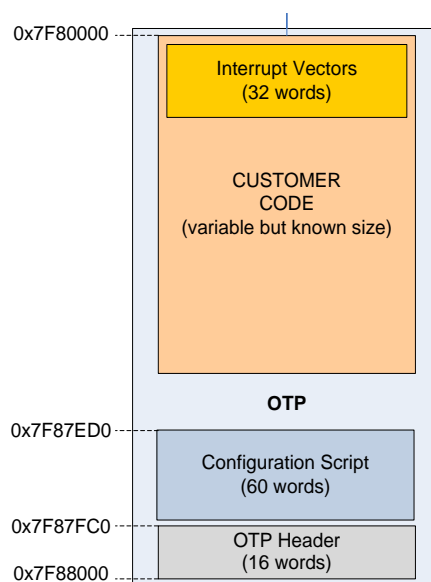 0x7F80000
Interrupt Vectors
(32 words)
CUSTOMER
CODE
(variable but known size)
OTP
0x7F87ED0
Configuration Script
(60 words)
0x7F87FC0
OTP Header
(16 words)
0x7F88000